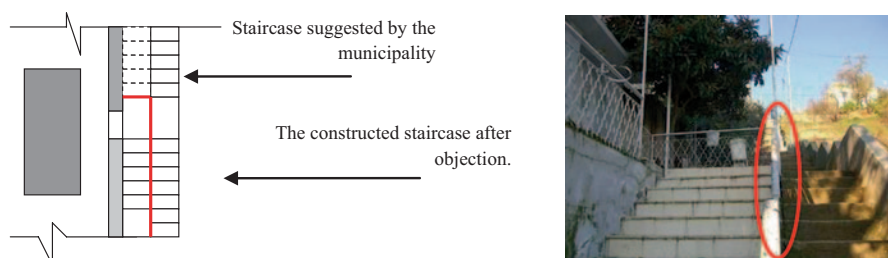 Staircase suggested by the
municipality
The constructed staircase after
objection.